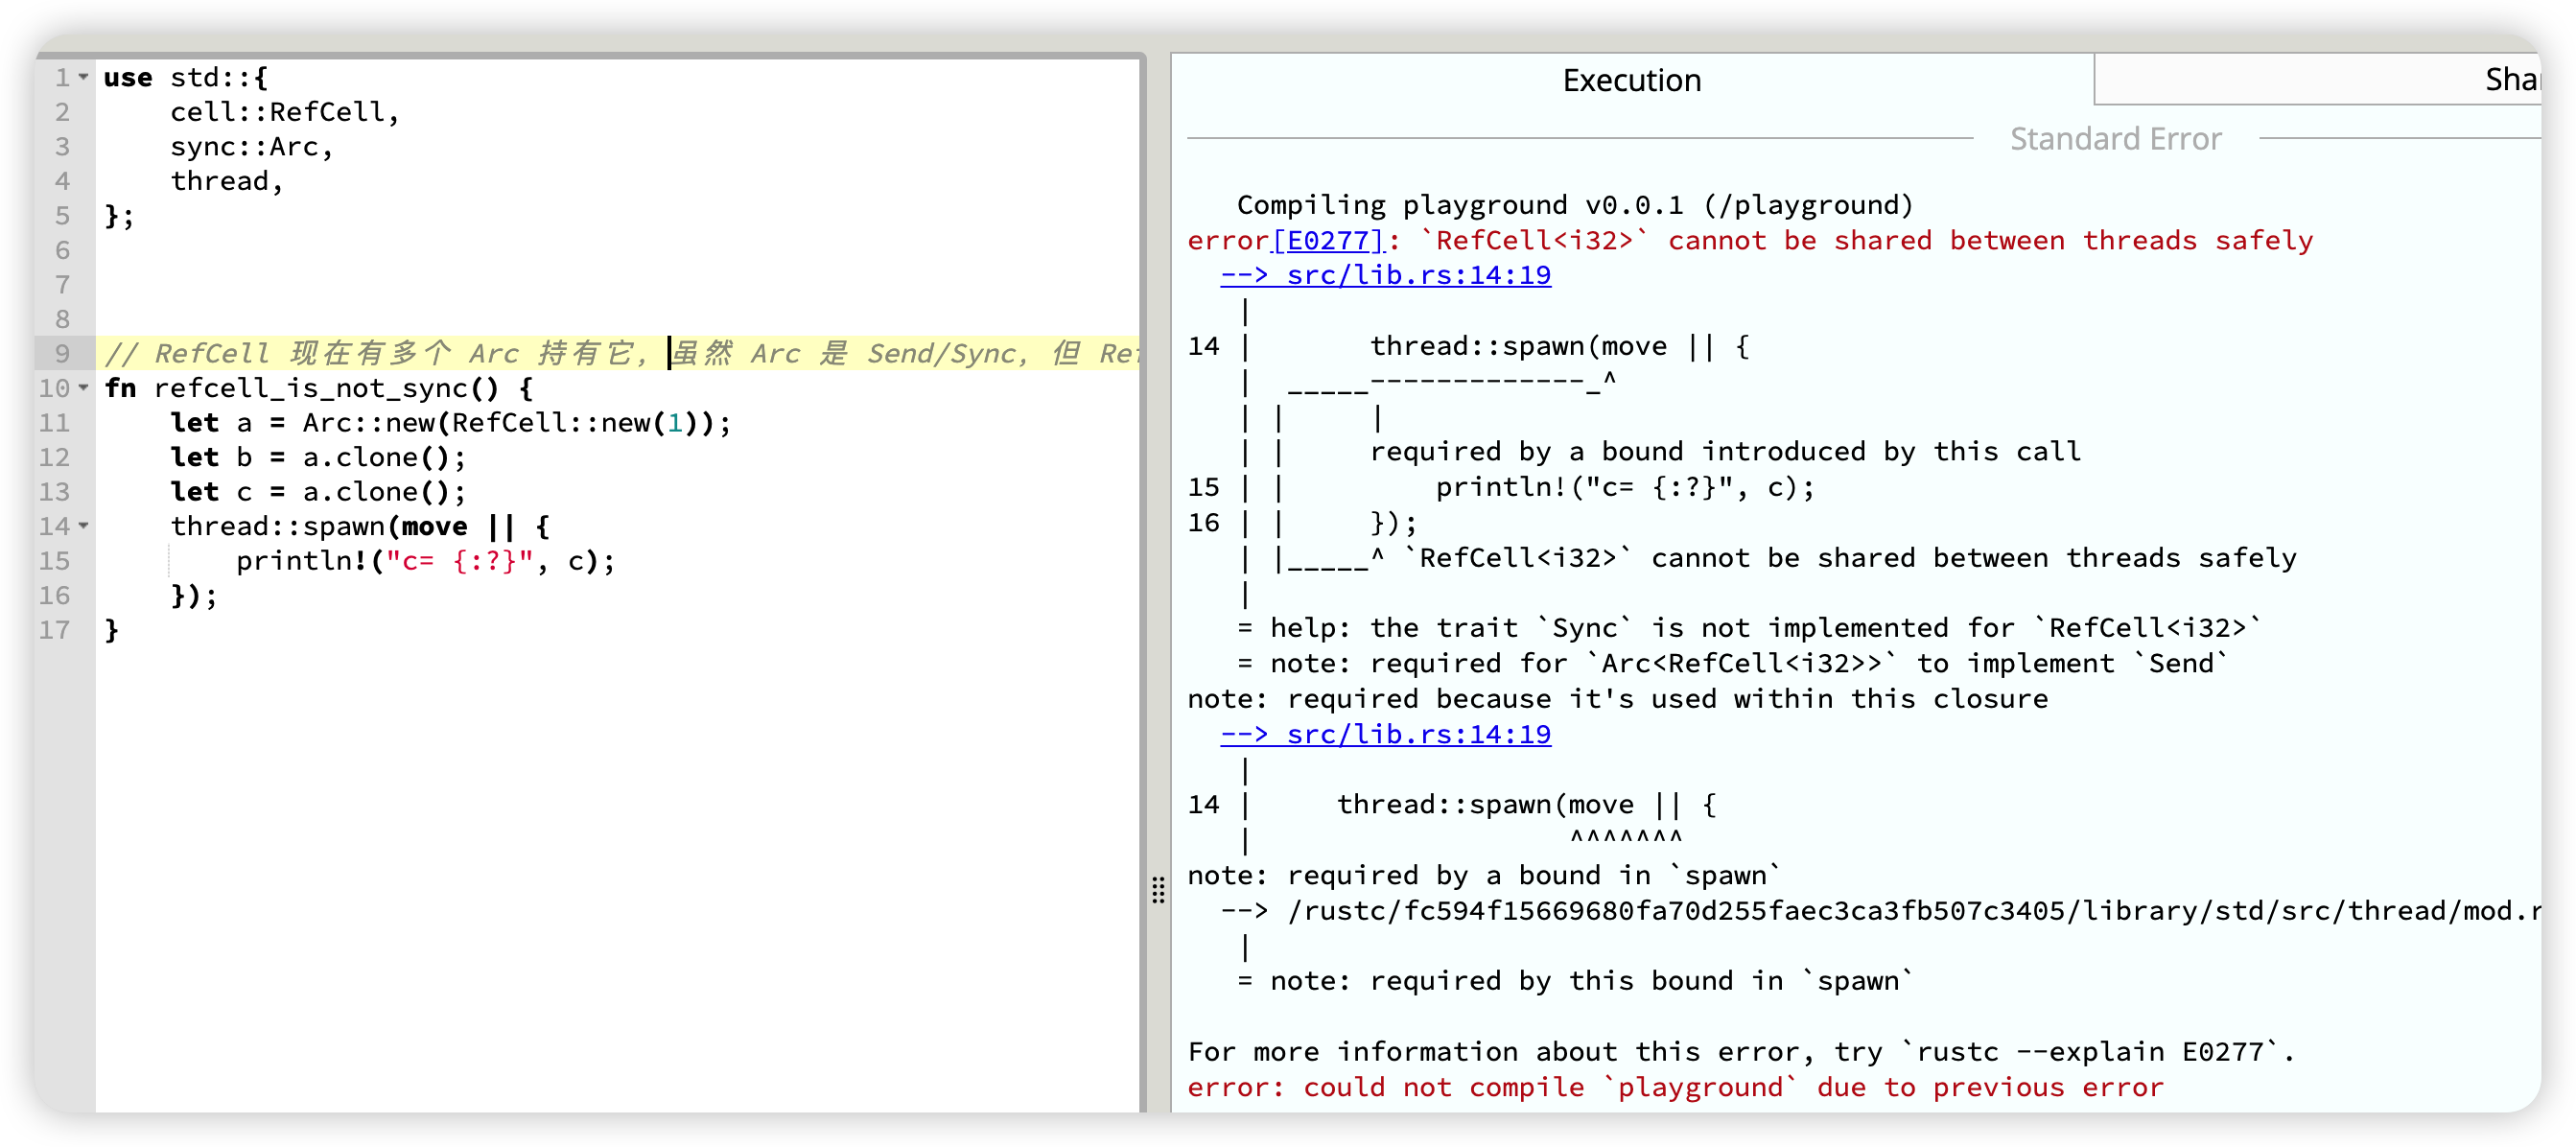 1 use std::{
2 cell::RefCell,
3 sync::Arc,
4 thread,
5 };
6
7
8
9 // RefCell 现在有多个 Arc 持有它, 虽然 Arc 是 Send/Sync, 但
10 fn refcell_is_not_sync() {
11 let a = Arc::new(RefCell::new(1));
12 let b = a.clone();
13 let c = a.clone();
14 thread::spawn(move || {
15 println!("c= {:?}", c);
16 });
17 }
Execution
Standard Error
Compiling playground v0.0.1 (/playground)
error[E0277]: `RefCell<i32>` cannot be shared between threads safely
--> src/lib.rs:14:19
|
14 | thread::spawn(move || {
| _____-------------_^
| | |
| | required by a bound introduced by this call
15 | | println!("c= {:?}", c);
16 | | });
| |_____^ `RefCell<i32>` cannot be shared between threads safely
|
= help: the trait `Sync` is not implemented for `RefCell<i32>`
= note: required for `Arc<RefCell<i32>>` to implement `Send`
note: required because it's used within this closure
--> src/lib.rs:14:19
|
14 | thread::spawn(move || {
| ^^^^^^^
note: required by a bound in `spawn`
--> /rustc/fc594f15669680fa70d255faec3ca3fb507c3405/library/std/src/thread/mod.r
|
= note: required by this bound in `spawn`
For more information about this error, try `rustc --explain E0277`.
error: could not compile `playground` due to previous error